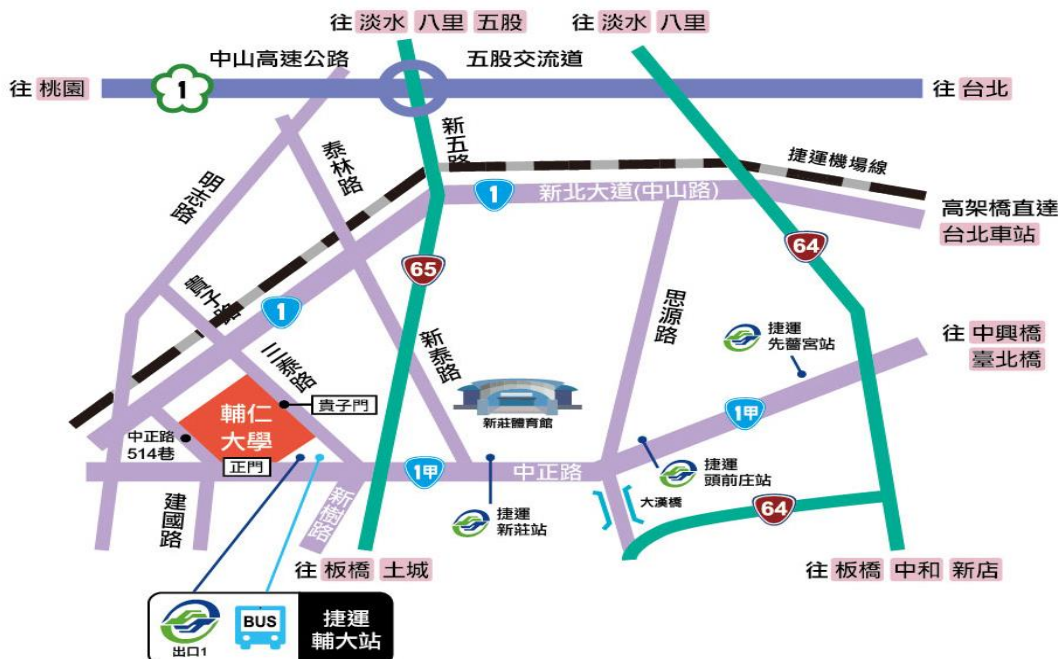 往 淡水 八里 五股
往 淡水 八里
中山高速公路
五股交流道
往 桃園
1
往 台北
新五路
泰林路
明志路
捷運機場線
1
新北大道(中山路)
高架橋直達
台北車站
65
64
貴子路
1
思源路
捷運
先嗇宮站
往 中興橋
臺北橋
三泰路
新泰路
貴子門
輔仁
大學
新莊體育館
1甲
中正路
514巷
正門
1甲
中正路
捷運
頭前庄站
建國路
新樹路
捷運
新莊站
大漢橋
64
往 板橋 土城
往 板橋 中和 新店
出口1
BUS
捷運
輔大站